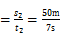 = s₂/t₂ = 50m/7s